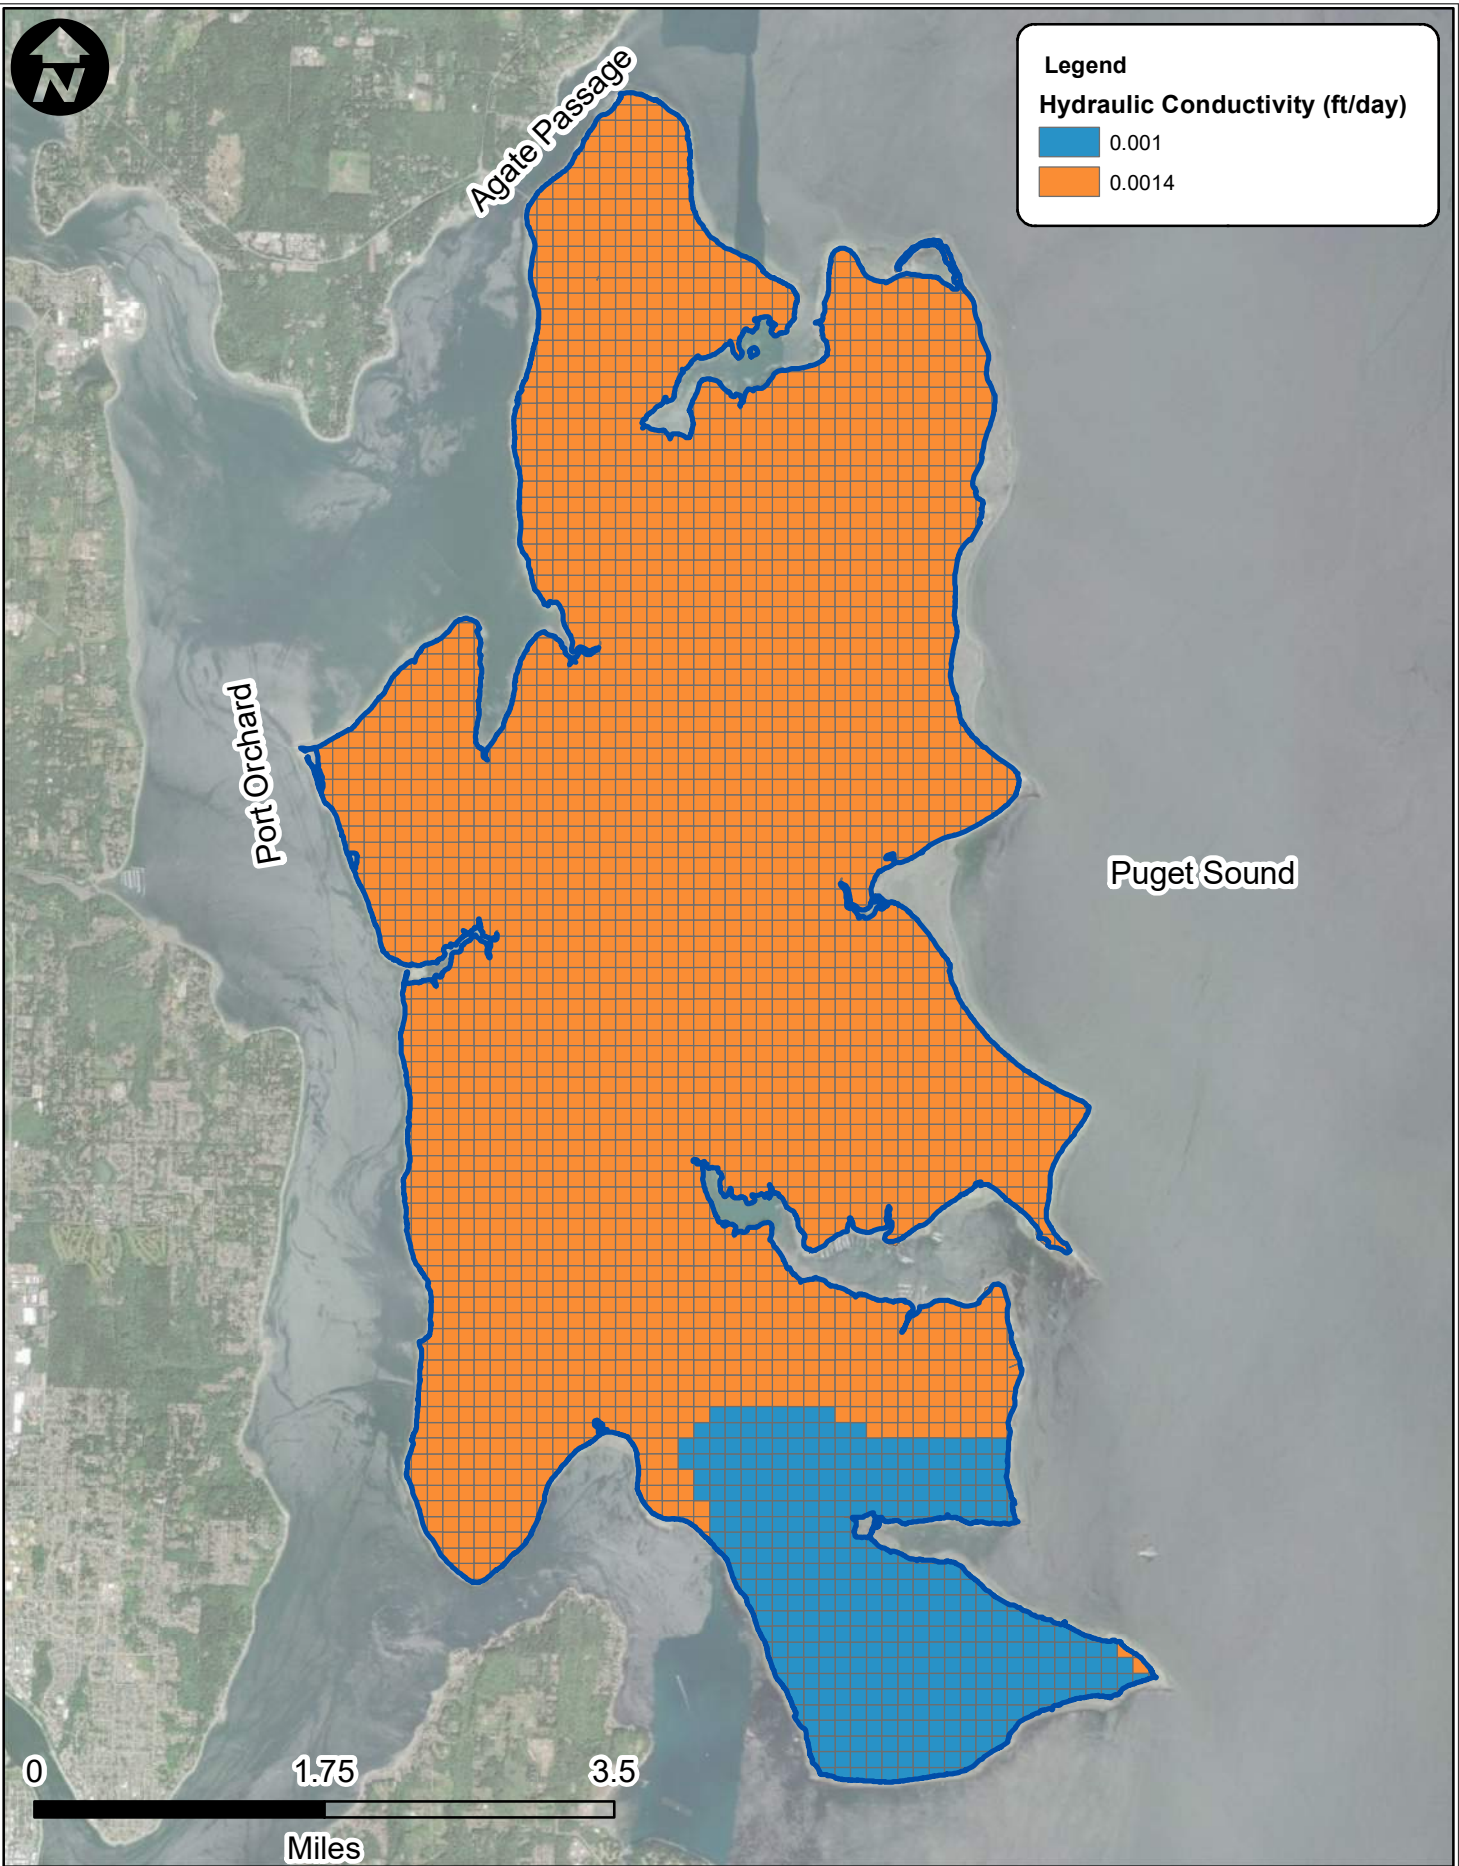 N
Agate Passage
Legend
Hydraulic Conductivity (ft/day)
0.001
0.0014
Port Orchard
Puget Sound
0 1.75 3.5
Miles